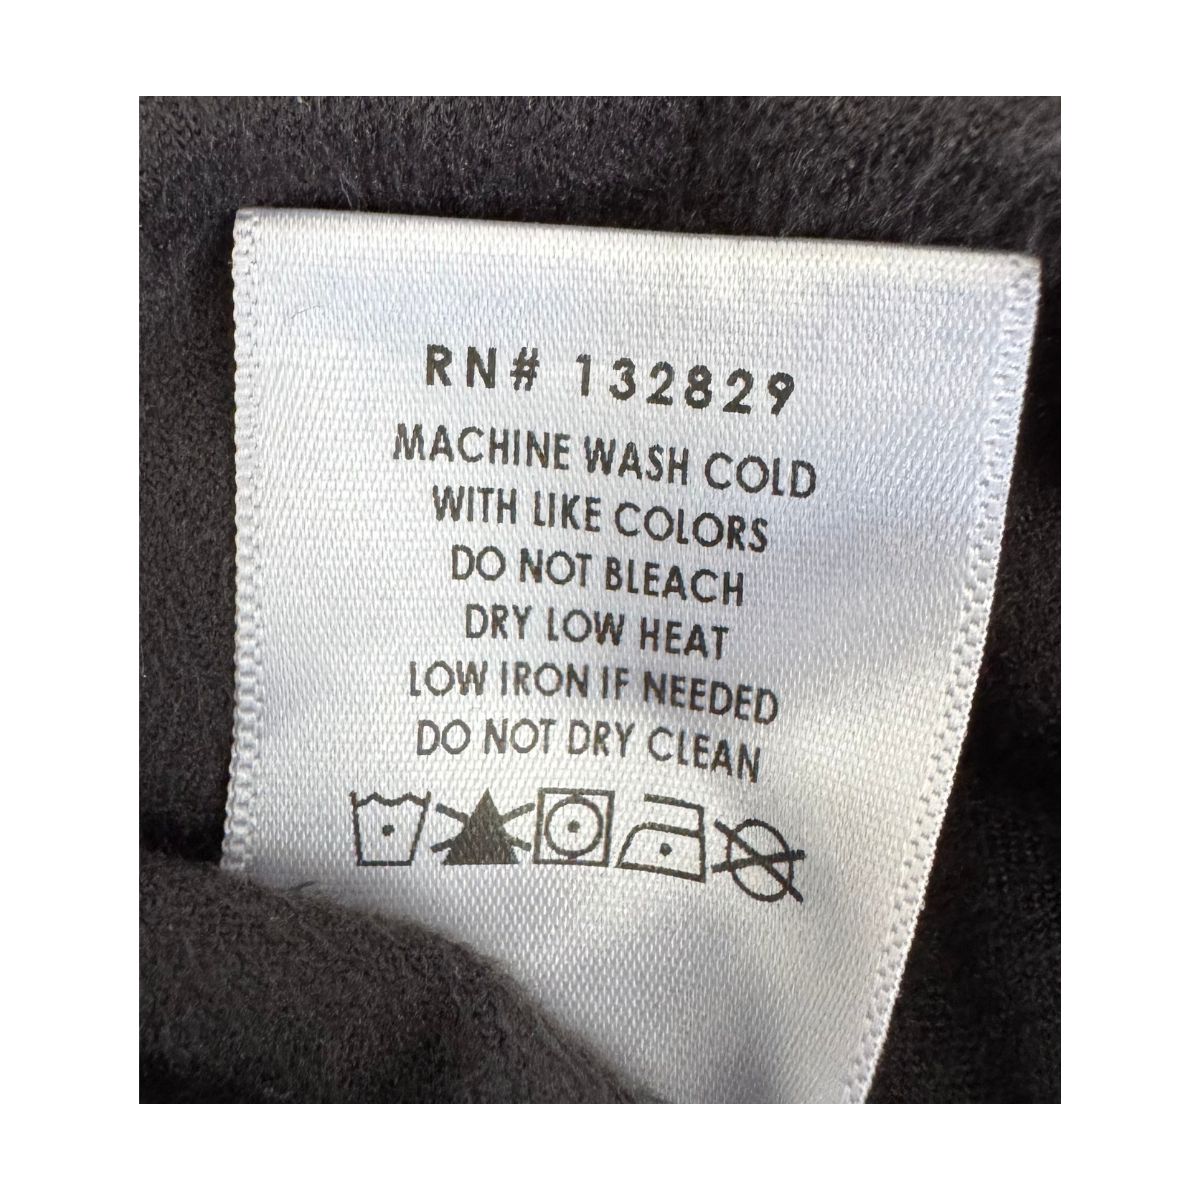 RN# 132829
MACHINE WASH COLD
WITH LIKE COLORS
DO NOT BLEACH
DRY LOW HEAT
LOW IRON IF NEEDED
DO NOT DRY CLEAN